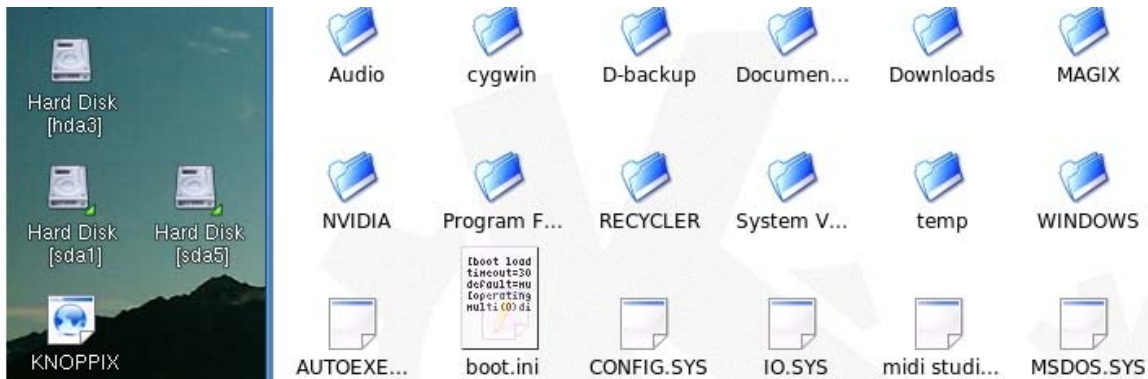 Hard Disk
[hda3]
Hard Disk
[sda1]
Hard Disk
[sda5]
KNOPPIX
Audio
cygwin
D-backup
Documen...
Downloads
MAGIX
NVIDIA
Program F...
RECYCLER
System V...
temp
WINDOWS
[boot load
timeout=30
default=mu
[operating
multi(0)di
AUTOEXE...
boot.ini
CONFIG.SYS
IO.SYS
midi studi...
MSDOS.SYS